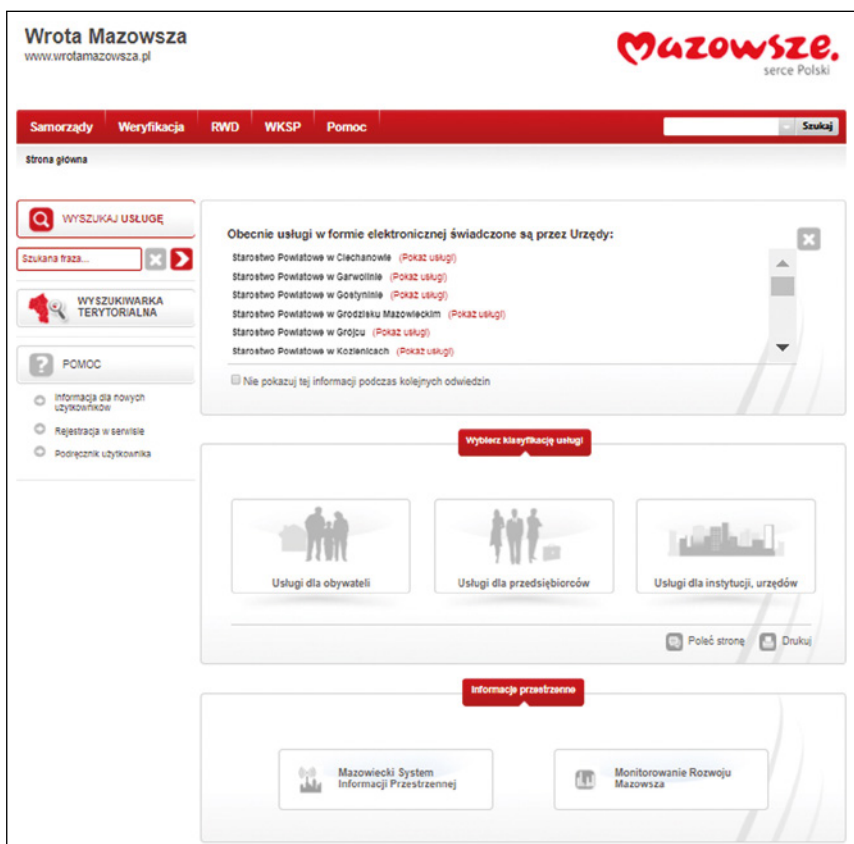 Wrota Mazowsza
www.wrotamazowsza.pl
Mazowsze.
serce Polski
Samorządy Weryfikacja RWD WKSP Pomoc Szukaj
Strona główna
WYSZUKAJ USŁUGĘ
Szukana fraza...
WYSZUKIWARKA
TERYTORIALNA
POMOC
Informacja dla nowych
użytkowników
Rejestracja w serwisie
Podręcznik użytkownika
Obecnie usługi w formie elektronicznej świadczone są przez Urzędy:
Starostwo Powiatowe w Ciechanowie (Pokaż usługi)
Starostwo Powiatowe w Garwolinie (Pokaż usługi)
Starostwo Powiatowe w Gostyninie (Pokaż usługi)
Starostwo Powiatowe w Grodzisku Mazowieckim (Pokaż usługi)
Starostwo Powiatowe w Grójcu (Pokaż usługi)
Starostwo Powiatowe w Kozienicach (Pokaż usługi)
Nie pokazuj tej informacji podczas kolejnych odwiedzin
Wybierz klasyfikację usługi
Usługi dla obywateli
Usługi dla przedsiębiorców
Usługi dla instytucji, urzędów
Poleć stronę Drukuj
Informacje przestrzenne
Mazowiecki System
Informacji Przestrzennej
Monitorowanie Rozwoju
Mazowsza